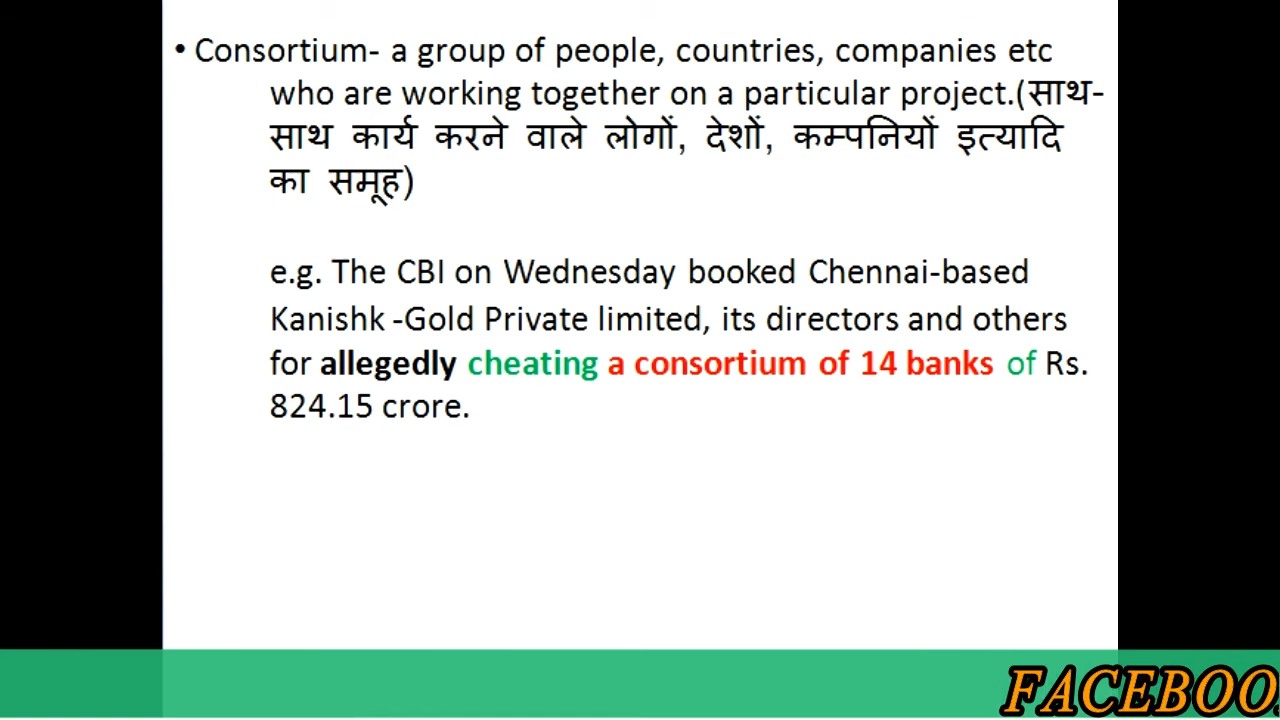 • Consortium- a group of people, countries, companies etc
who are working together on a particular project.(साथ-
साथ कार्य करने वाले लोगों, देशों, कम्पनियों इत्यादि
का समूह)
e.g. The CBI on Wednesday booked Chennai-based
Kanishk -Gold Private limited, its directors and others
for allegedly cheating a consortium of 14 banks of Rs.
824.15 crore.
FACEBOO